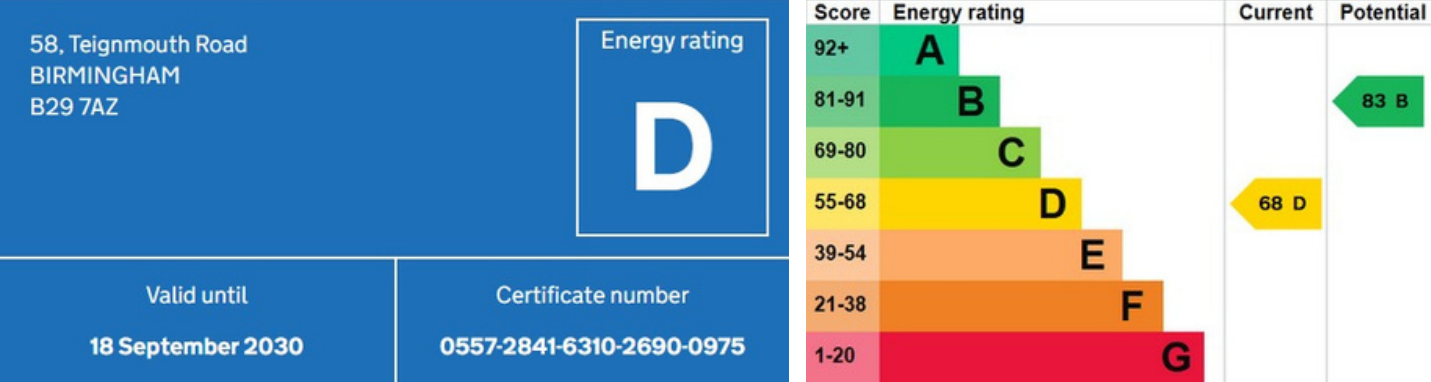 58, Teignmouth Road
BIRMINGHAM
B29 7AZ
Energy rating
D
Valid until
18 September 2030
Certificate number
0557-2841-6310-2690-0975
Score Energy rating Current Potential
92+ A
81-91 B 83 B
69-80 C
55-68 D 68 D
39-54 E
21-38 F
1-20 G